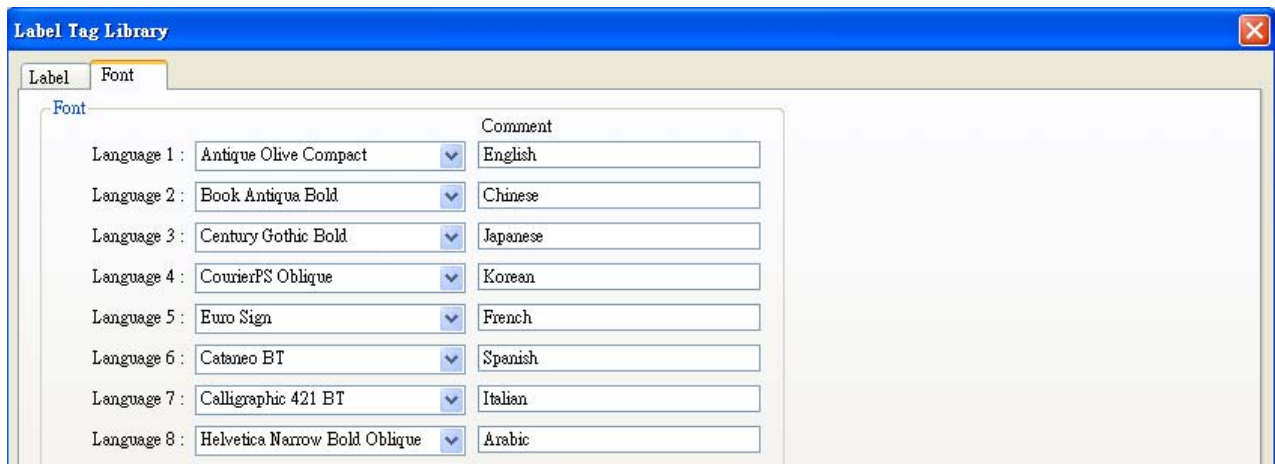 Label Tag Library
Label Font
Font
Comment
Language 1 : Antique Olive Compact English
Language 2 : Book Antiqua Bold Chinese
Language 3 : Century Gothic Bold Japanese
Language 4 : CourierPS Oblique Korean
Language 5 : Euro Sign French
Language 6 : Cataneo BT Spanish
Language 7 : Calligraphic 421 BT Italian
Language 8 : Helvetica Narrow Bold Oblique Arabic